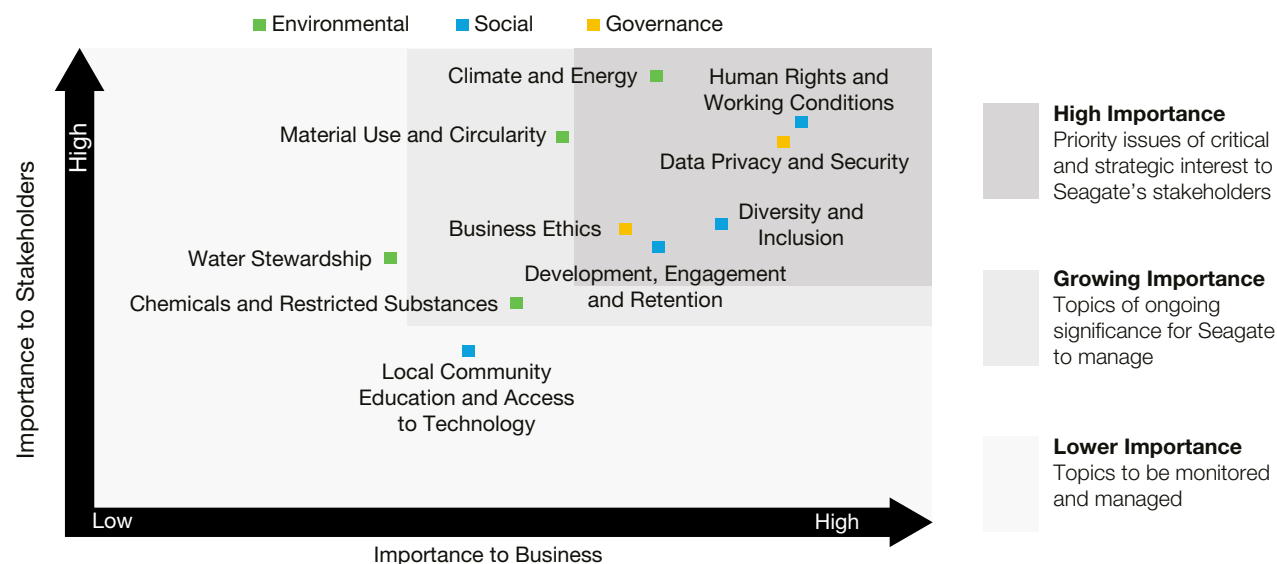 Environmental
Social
Governance
Climate and Energy
Human Rights and
Working Conditions
Material Use and Circularity
Data Privacy and Security
Business Ethics
Diversity and
Inclusion
Water Stewardship
Development, Engagement
and Retention
Chemicals and Restricted Substances
Local Community
Education and Access
to Technology
Importance to Stakeholders
High
Low
High
Importance to Business
High Importance
Priority issues of critical
and strategic interest to
Seagate's stakeholders
Growing Importance
Topics of ongoing
significance for Seagate
to manage
Lower Importance
Topics to be monitored
and managed